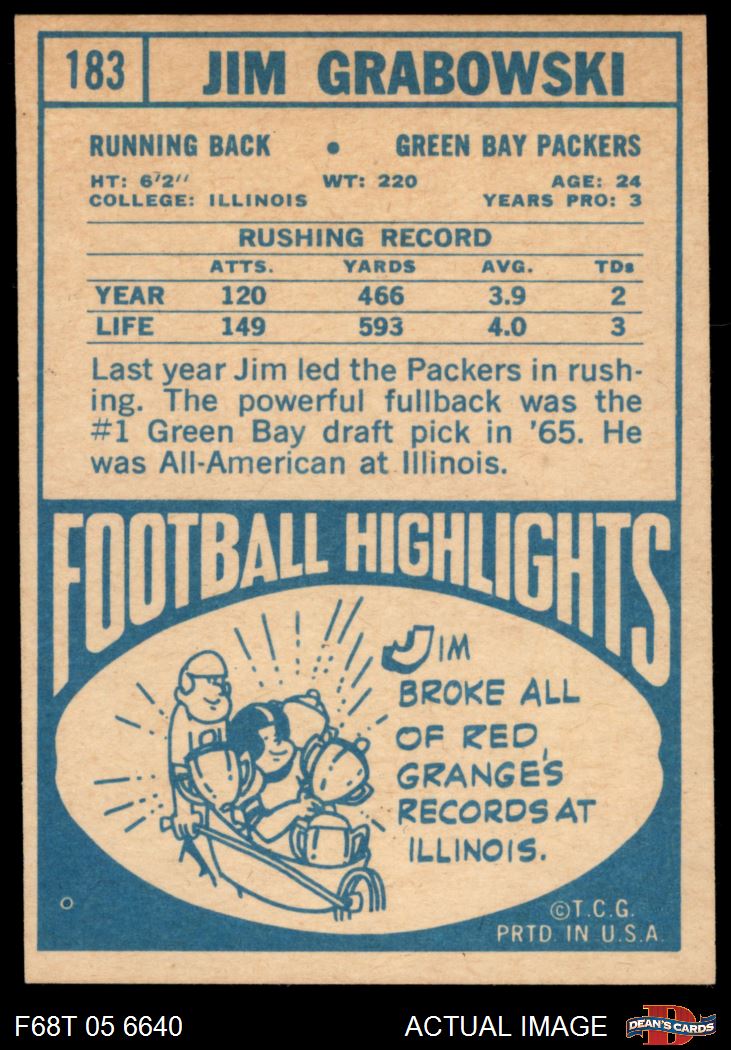 183 JIM GRABOWSKI
RUNNING BACK • GREEN BAY PACKERS
HT: 6'2" WT: 220 AGE: 24
COLLEGE: ILLINOIS YEARS PRO: 3
RUSHING RECORD
ATTS. YARDS AVG. TDs
YEAR 120 466 3.9 2
LIFE 149 593 4.0 3
Last year Jim led the Packers in rush-
ing. The powerful fullback was the
#1 Green Bay draft pick in '65. He
was All-American at Illinois.
FOOTBALL HIGHLIGHTS
JIM
BROKE ALL
OF RED
GRANGE'S
RECORDS AT
ILLINOIS.
©T.C.G.
PRTD. IN U.S.A.
F68T 05 6640 ACTUAL IMAGE DEAN'S CARDS